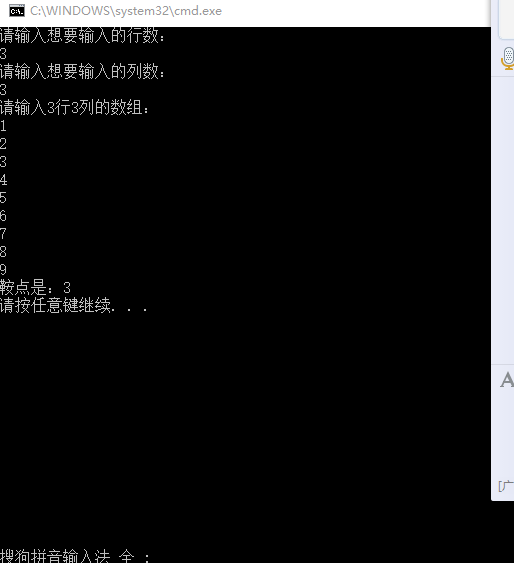 C:\WINDOWS\system32\cmd.exe
请输入想要输入的行数:
3
请输入想要输入的列数:
3
请输入3行3列的数组:
1
2
3
4
5
6
7
8
9
鞍点是: 3
请按任意键继续. . .
A
[广
搜狗拼音输入法 全 :